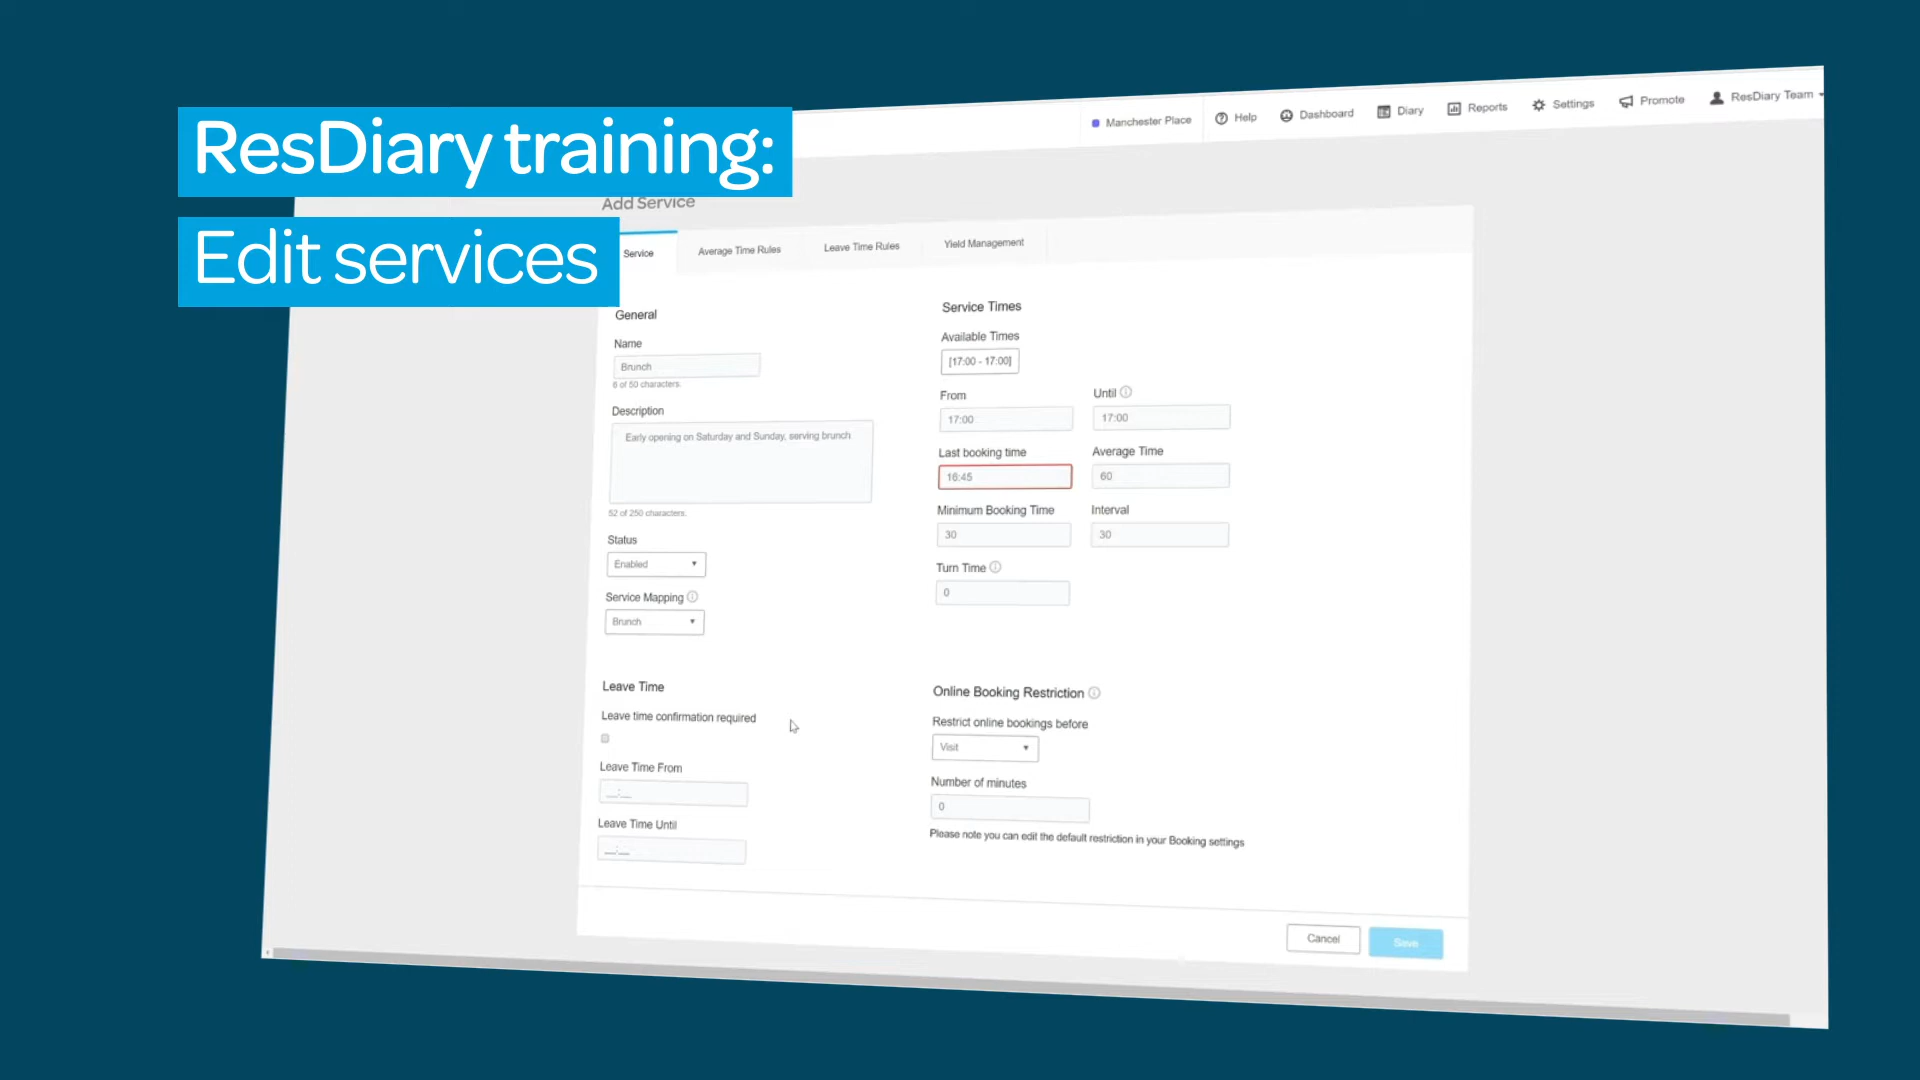 ResDiary training:
Edit services
Manchester Place
Help
Dashboard
Diary
Reports
Settings
Promote
ResDiary Team
Add Service
Service
Average Time Rules
Leave Time Rules
Yield Management
General
Name
Brunch
6 of 50 characters.
Description
Early opening on Saturday and Sunday, serving brunch
52 of 250 characters.
Status
Enabled
Service Mapping
Brunch
Service Times
Available Times
[17:00 - 17:00]
From
Until
17:00
17:00
Last booking time
Average Time
16:45
60
Minimum Booking Time
Interval
30
30
Turn Time
0
Leave Time
Leave time confirmation required
Leave Time From
__:__
Leave Time Until
__:__
Online Booking Restriction
Restrict online bookings before
Visit
Number of minutes
0
Please note you can edit the default restriction in your Booking settings
Cancel
Save